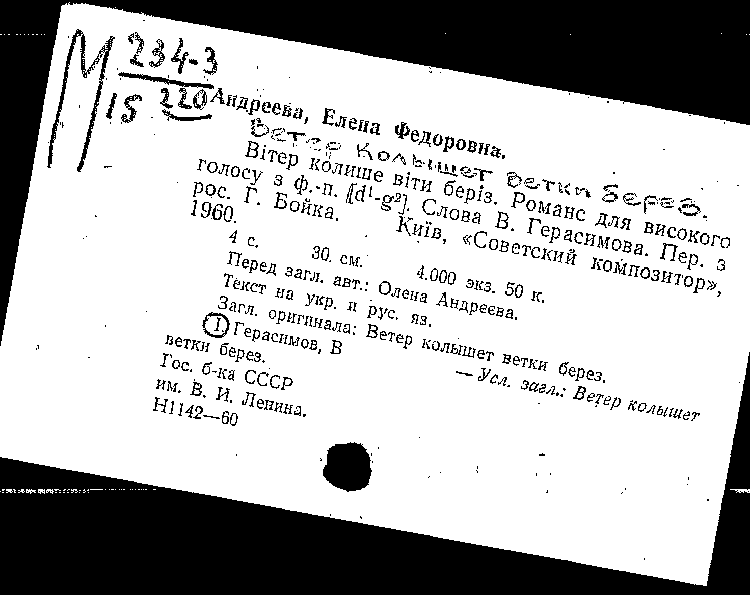 М 234-3
15 220
Андреева, Елена Федоровна.
Ветер колышет ветки берез.
Вітер колише віти беріз. Романс для високого
голосу з ф.-п. [d¹-g²]. Слова В. Герасимова. Пер. з
рос. Г. Бойка. Київ, «Советский композитор»,
1960.
4 с. 30. см. 4.000 экз. 50 к.
Перед загл. авт.: Олена Андреєва.
Текст на укр. и рус. яз.
Загл. оригинала: Ветер колышет ветки берез.
I Герасимов, В — Усл. загл.: Ветер колышет
ветки берез.
Гос. б-ка СССР
им. В. И. Ленина.
Н1142—60